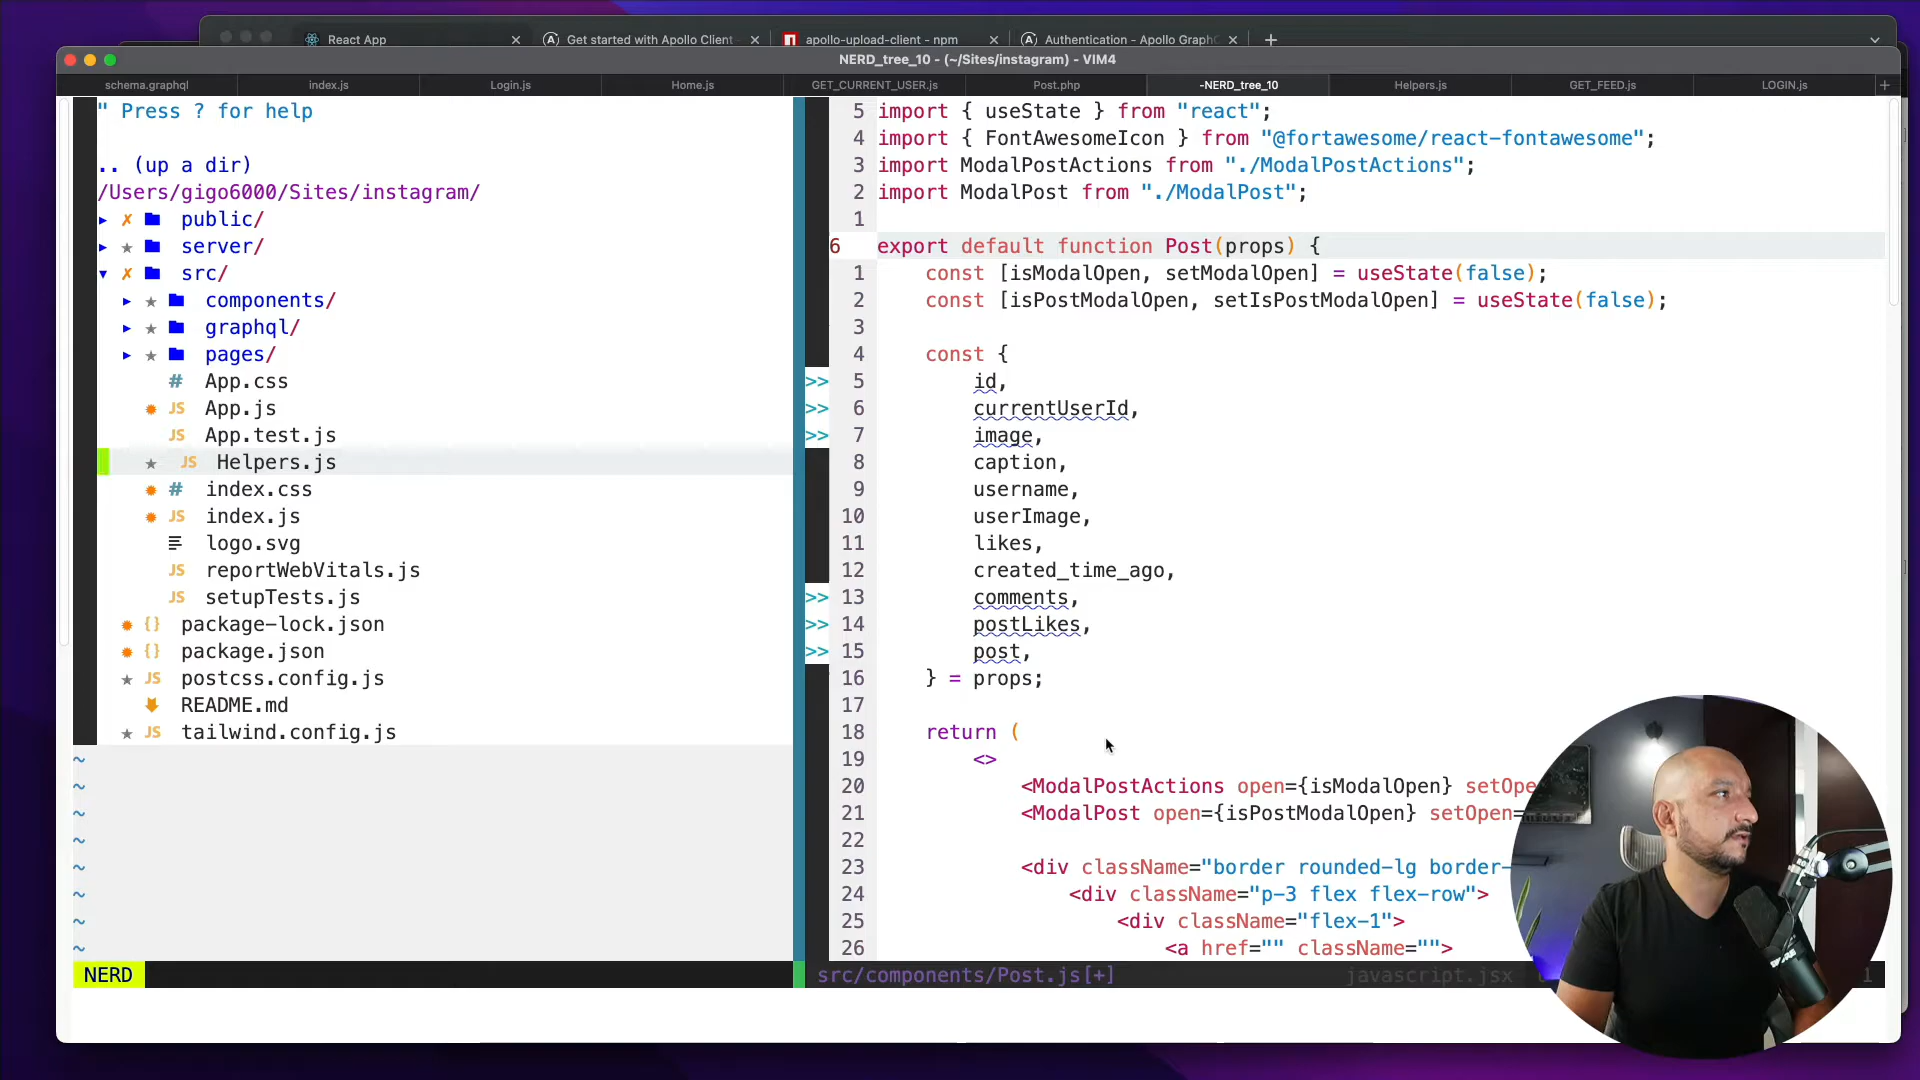 React App
Get started with Apollo Client
apollo-upload-client - npm
Authentication - Apollo Graph
NERD_tree_10 - (~/Sites/instagram) - VIM4
schema.graphql
index.js
Login.js
Home.js
GET_CURRENT_USER.js
Post.php
-NERD_tree_10
Helpers.js
GET_FEED.js
LOGIN.js
" Press ? for help
.. (up a dir)
/Users/gigo6000/Sites/instagram/
▸ ✗ public/
▸ ★ server/
▾ ✗ src/
▸ ★ components/
▸ ★ graphql/
▸ ★ pages/
# App.css
JS App.js
JS App.test.js
★ JS Helpers.js
# index.css
JS index.js
logo.svg
JS reportWebVitals.js
JS setupTests.js
{} package-lock.json
{} package.json
★ JS postcss.config.js
README.md
★ JS tailwind.config.js
~
~
~
~
~
~
~
~
NERD
5 import { useState } from "react";
4 import { FontAwesomeIcon } from "@fortawesome/react-fontawesome";
3 import ModalPostActions from "./ModalPostActions";
2 import ModalPost from "./ModalPost";
1
6 export default function Post(props) {
1 const [isModalOpen, setModalOpen] = useState(false);
2 const [isPostModalOpen, setIsPostModalOpen] = useState(false);
3
4 const {
>> 5 id,
>> 6 currentUserId,
>> 7 image,
8 caption,
9 username,
10 userImage,
11 likes,
12 created_time_ago,
>> 13 comments,
>> 14 postLikes,
>> 15 post,
16 } = props;
17
18 return (
19 <>
20 <ModalPostActions open={isModalOpen} setOpe
21 <ModalPost open={isPostModalOpen} setOpen=
22
23 <div className="border rounded-lg border-
24 <div className="p-3 flex flex-row">
25 <div className="flex-1">
26 <a href="" className="">
src/components/Post.js[+]
javascript.jsx
1